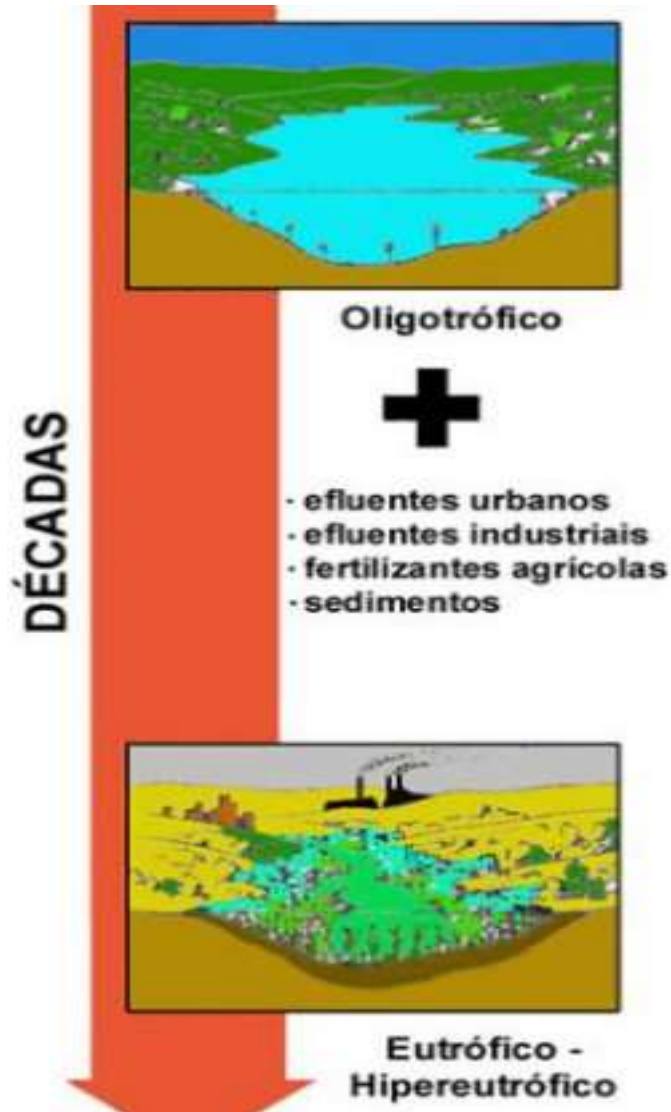 Oligotrófico
DÉCADAS
· efluentes urbanos
· efluentes industriais
· fertilizantes agrícolas
· sedimentos
Eutrófico -
Hipereutrófico